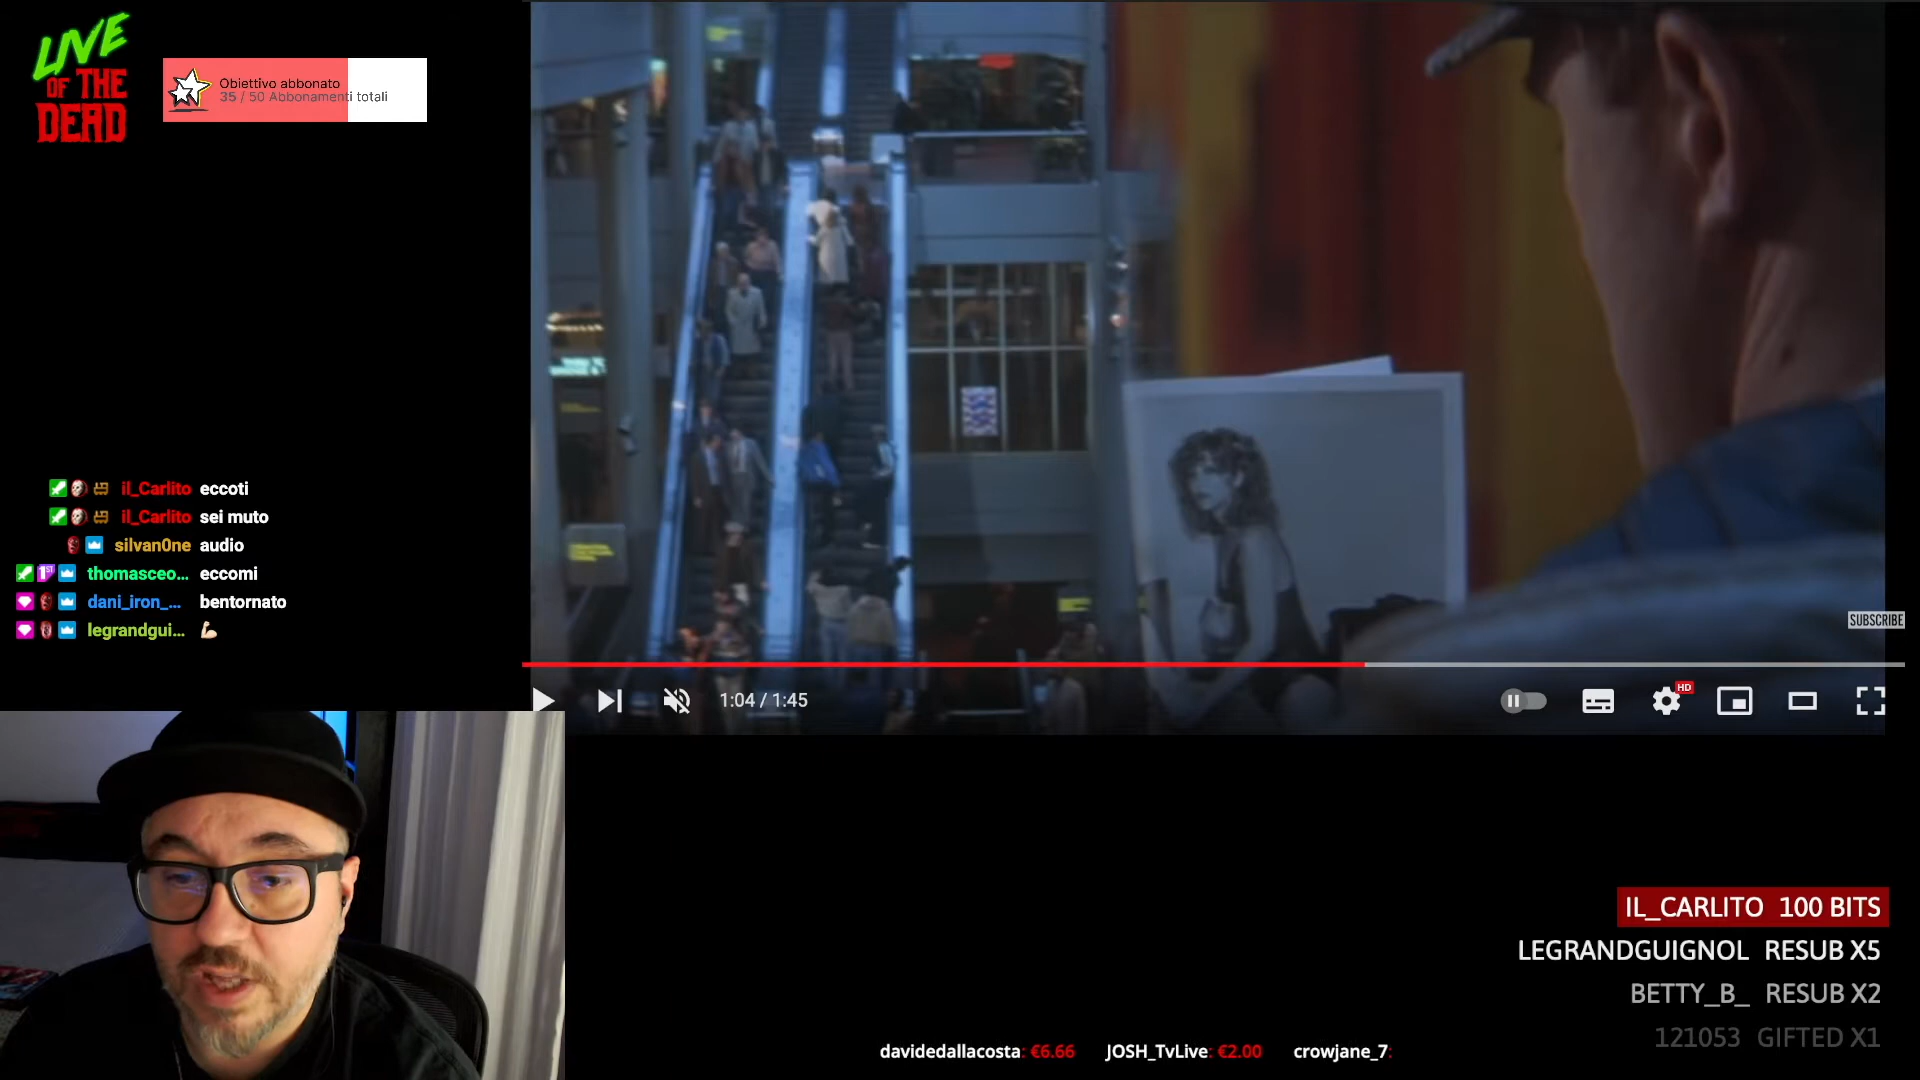 LIVE
OF THE
DEAD
Obiettivo abbonato
35 / 50 Abbonamenti totali
il_Carlito eccoti
il_Carlito sei muto
silvan0ne audio
thomasceo... eccomi
dani_iron_... bentornato
legrandgui...
SUBSCRIBE
1:04 / 1:45
HD
IL_CARLITO 100 BITS
LEGRANDGUIGNOL RESUB X5
BETTY_B_ RESUB X2
121053 GIFTED X1
davidedallacosta: €6.66 JOSH_TvLive: €2.00 crowjane_7: